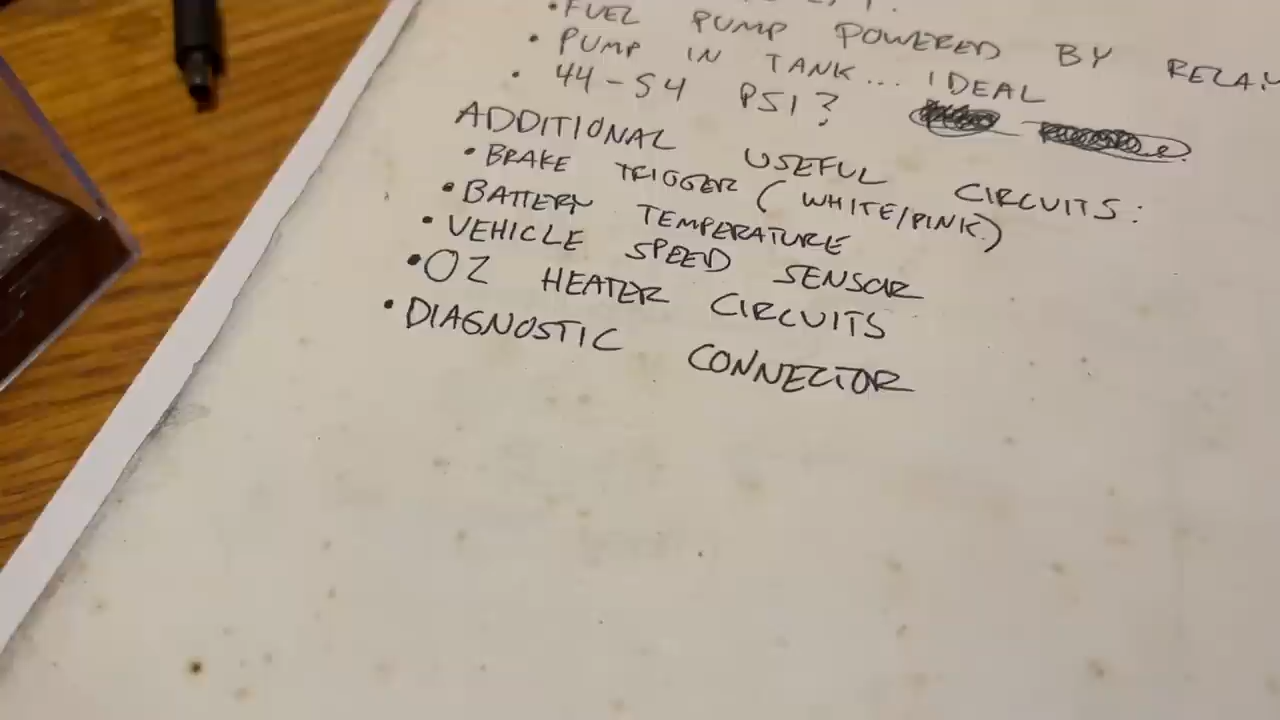 • FUEL PUMP POWERED BY RELAY
• PUMP IN TANK... IDEAL
• 44-54 PSI?
ADDITIONAL USEFUL CIRCUITS:
• BRAKE TRIGGER (WHITE/PINK)
• BATTERY TEMPERATURE
• VEHICLE SPEED SENSOR
• O2 HEATER CIRCUITS
• DIAGNOSTIC CONNECTOR